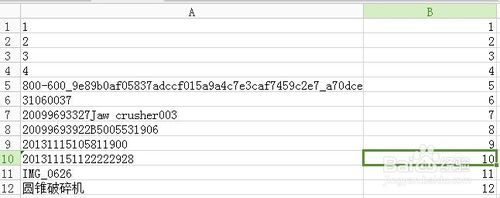 A B
1 1 1
2 2 2
3 3 3
4 4 4
5 800-600_9e89b0af05837adccf015a9a4c7e3caf7459c2e7_a70dce 5
6 31060037 6
7 20099693327Jaw crusher003 7
8 20099693922B5005531906 8
9 20131115105811900 9
10 201311151122222928 10
11 IMG_0626 11
12 圆锥破碎机 12